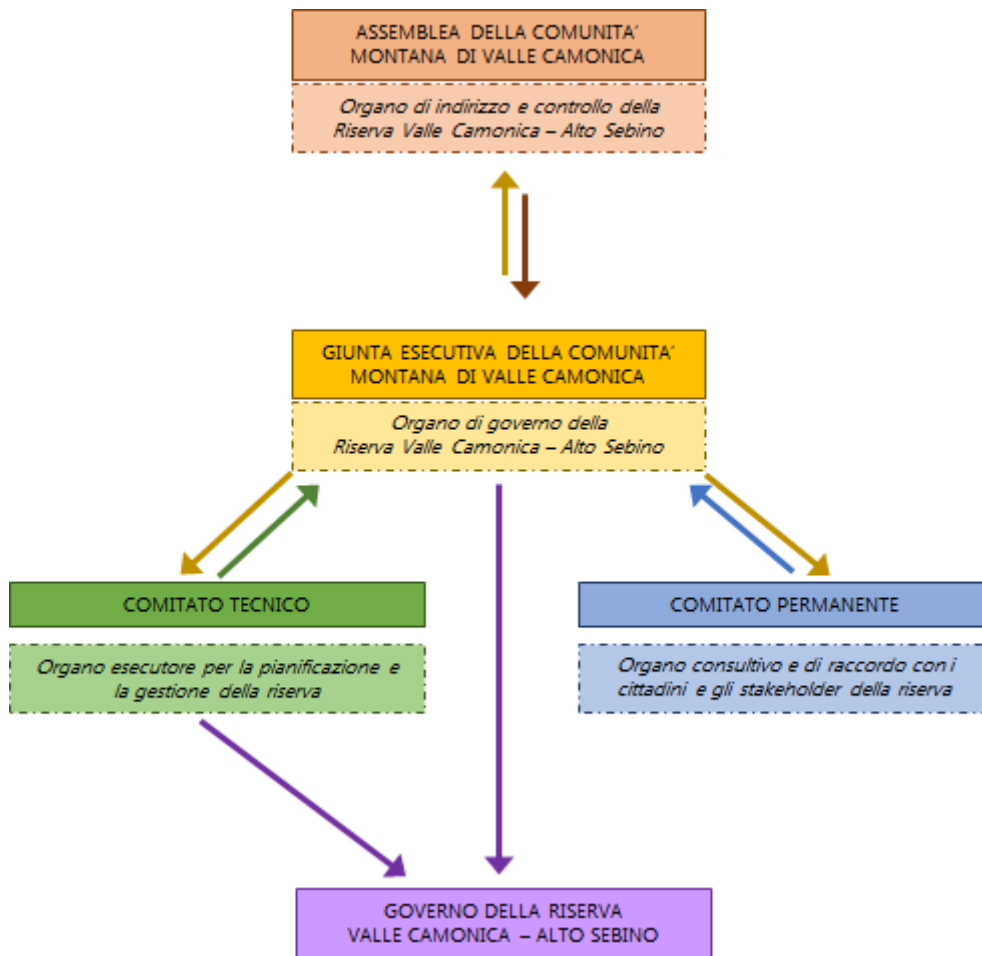 ASSEMBLEA DELLA COMUNITA'
MONTANA DI VALLE CAMONICA
Organo di indirizzo e controllo della
Riserva Valle Camonica – Alto Sebino
GIUNTA ESECUTIVA DELLA COMUNITA'
MONTANA DI VALLE CAMONICA
Organo di governo della
Riserva Valle Camonica – Alto Sebino
COMITATO TECNICO
Organo esecutore per la pianificazione e
la gestione della riserva
COMITATO PERMANENTE
Organo consultivo e di raccordo con i
cittadini e gli stakeholder della riserva
GOVERNO DELLA RISERVA
VALLE CAMONICA – ALTO SEBINO